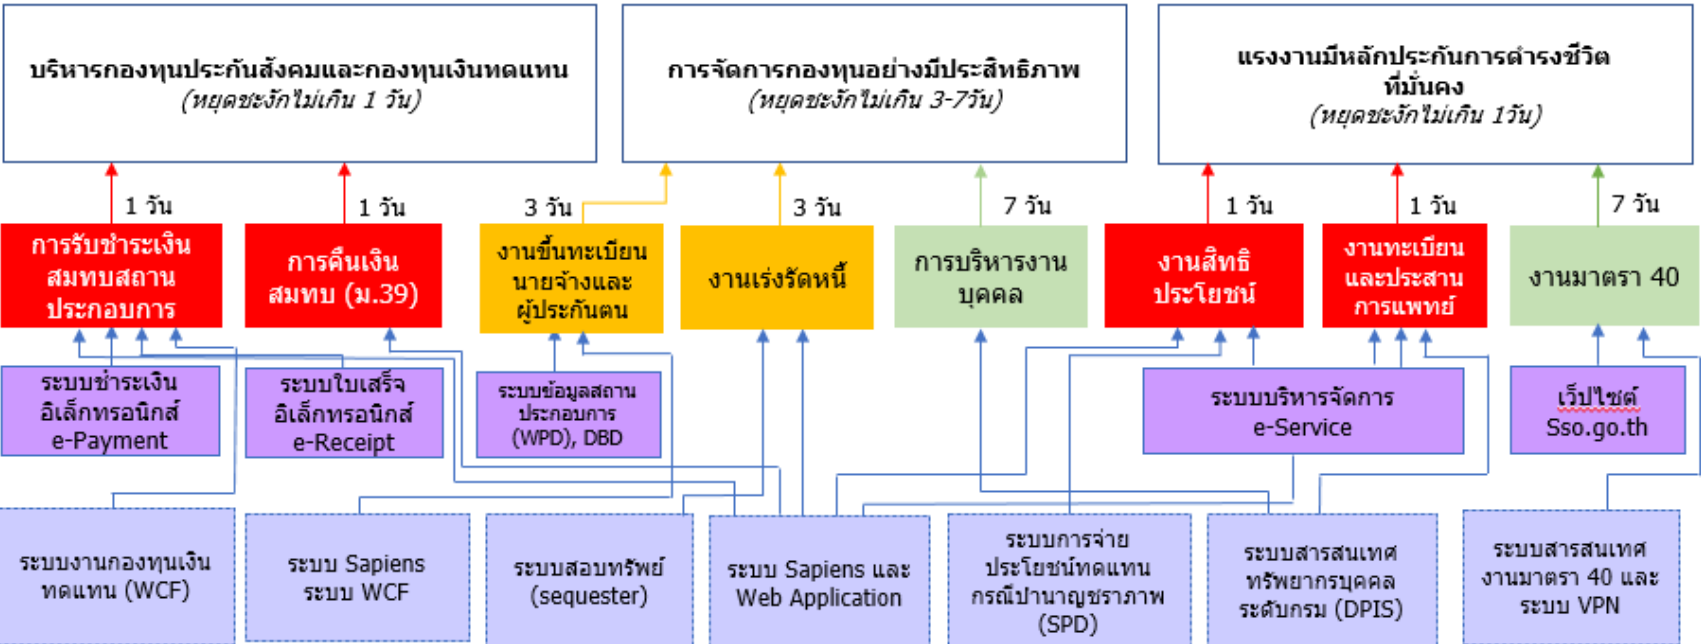 บริหารกองทุนประกันสังคมและกองทุนเงินทดแทน
(หยุดชะงักไม่เกิน 1 วัน)
การจัดการกองทุนอย่างมีประสิทธิภาพ
(หยุดชะงักไม่เกิน 3-7วัน)
แรงงานมีหลักประกันการดำรงชีวิต
ที่มั่นคง
(หยุดชะงักไม่เกิน 1วัน)
1 วัน
1 วัน
3 วัน
3 วัน
7 วัน
1 วัน
1 วัน
7 วัน
การรับชำระเงิน
สมทบสถาน
ประกอบการ
การคืนเงิน
สมทบ (ม.39)
งานขึ้นทะเบียน
นายจ้างและ
ผู้ประกันตน
งานเร่งรัดหนี้
การบริหารงาน
บุคคล
งานสิทธิ
ประโยชน์
งานทะเบียน
และประสาน
การแพทย์
งานมาตรา 40
ระบบชำระเงิน
อิเล็กทรอนิกส์
e-Payment
ระบบใบเสร็จ
อิเล็กทรอนิกส์
e-Receipt
ระบบข้อมูลสถาน
ประกอบการ
(WPD), DBD
ระบบบริหารจัดการ
e-Service
เว็ปไซต์
Sso.go.th
ระบบงานกองทุนเงิน
ทดแทน (WCF)
ระบบ Sapiens
ระบบ WCF
ระบบสอบทรัพย์
(sequester)
ระบบ Sapiens และ
Web Application
ระบบการจ่าย
ประโยชน์ทดแทน
กรณีบำนาญชราภาพ
(SPD)
ระบบสารสนเทศ
ทรัพยากรบุคคล
ระดับกรม (DPIS)
ระบบสารสนเทศ
งานมาตรา 40 และ
ระบบ VPN